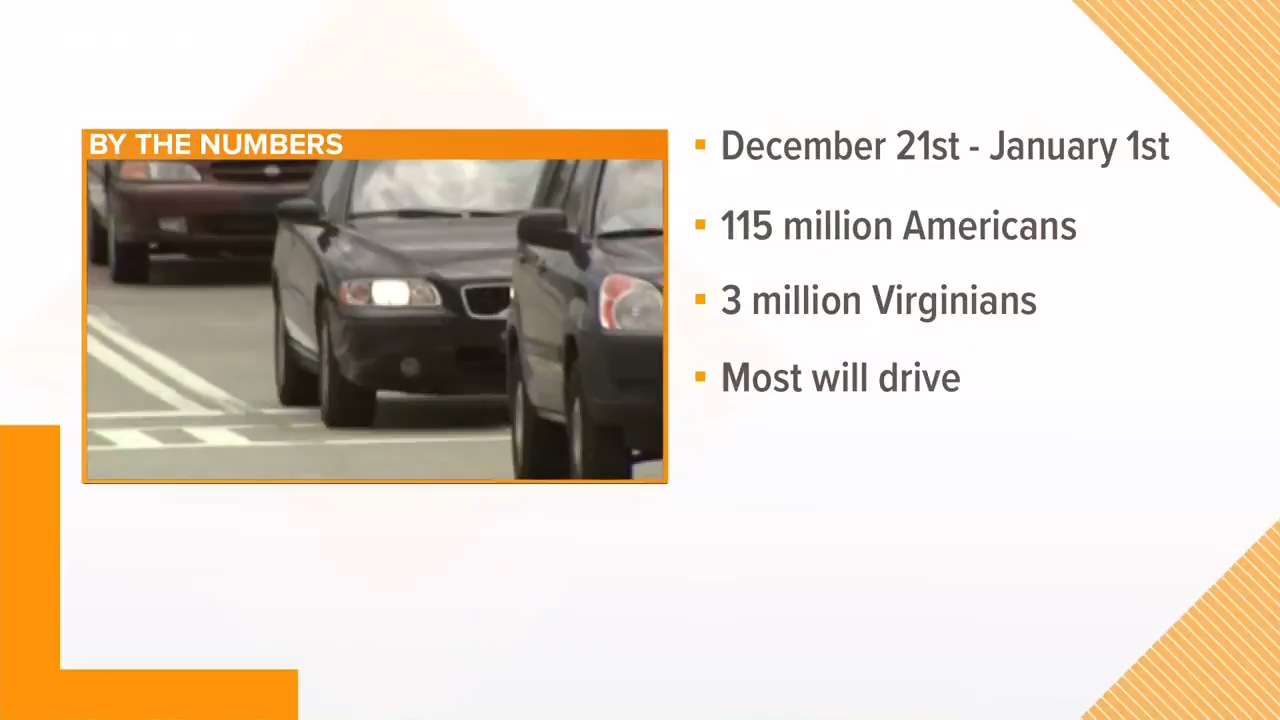 BY THE NUMBERS
December 21st - January 1st
115 million Americans
3 million Virginians
Most will drive